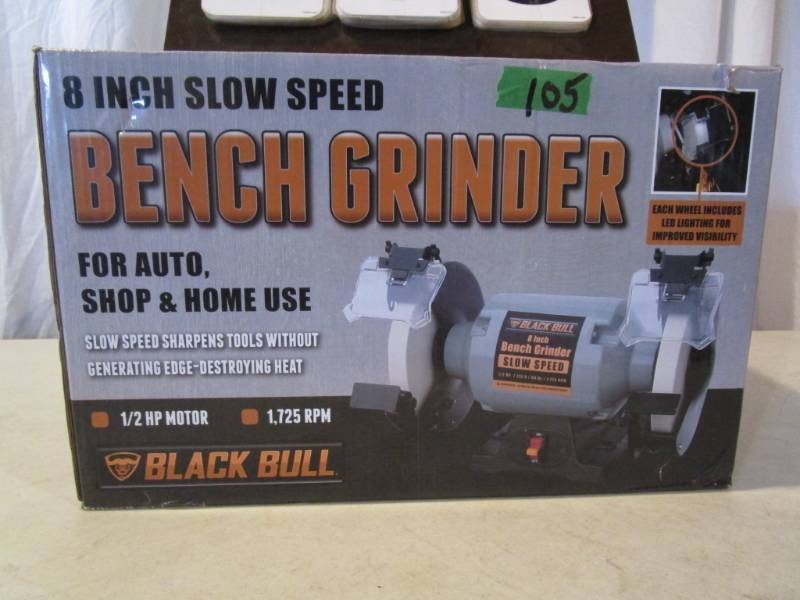 8 INCH SLOW SPEED
105
BENCH GRINDER
EACH WHEEL INCLUDES
LED LIGHTING FOR
IMPROVED VISIBILITY
FOR AUTO,
SHOP & HOME USE
SLOW SPEED SHARPENS TOOLS WITHOUT
GENERATING EDGE-DESTROYING HEAT
BLACK BULL
8 Inch
Bench Grinder
SLOW SPEED
1/2 HP MOTOR
1,725 RPM
BLACK BULL